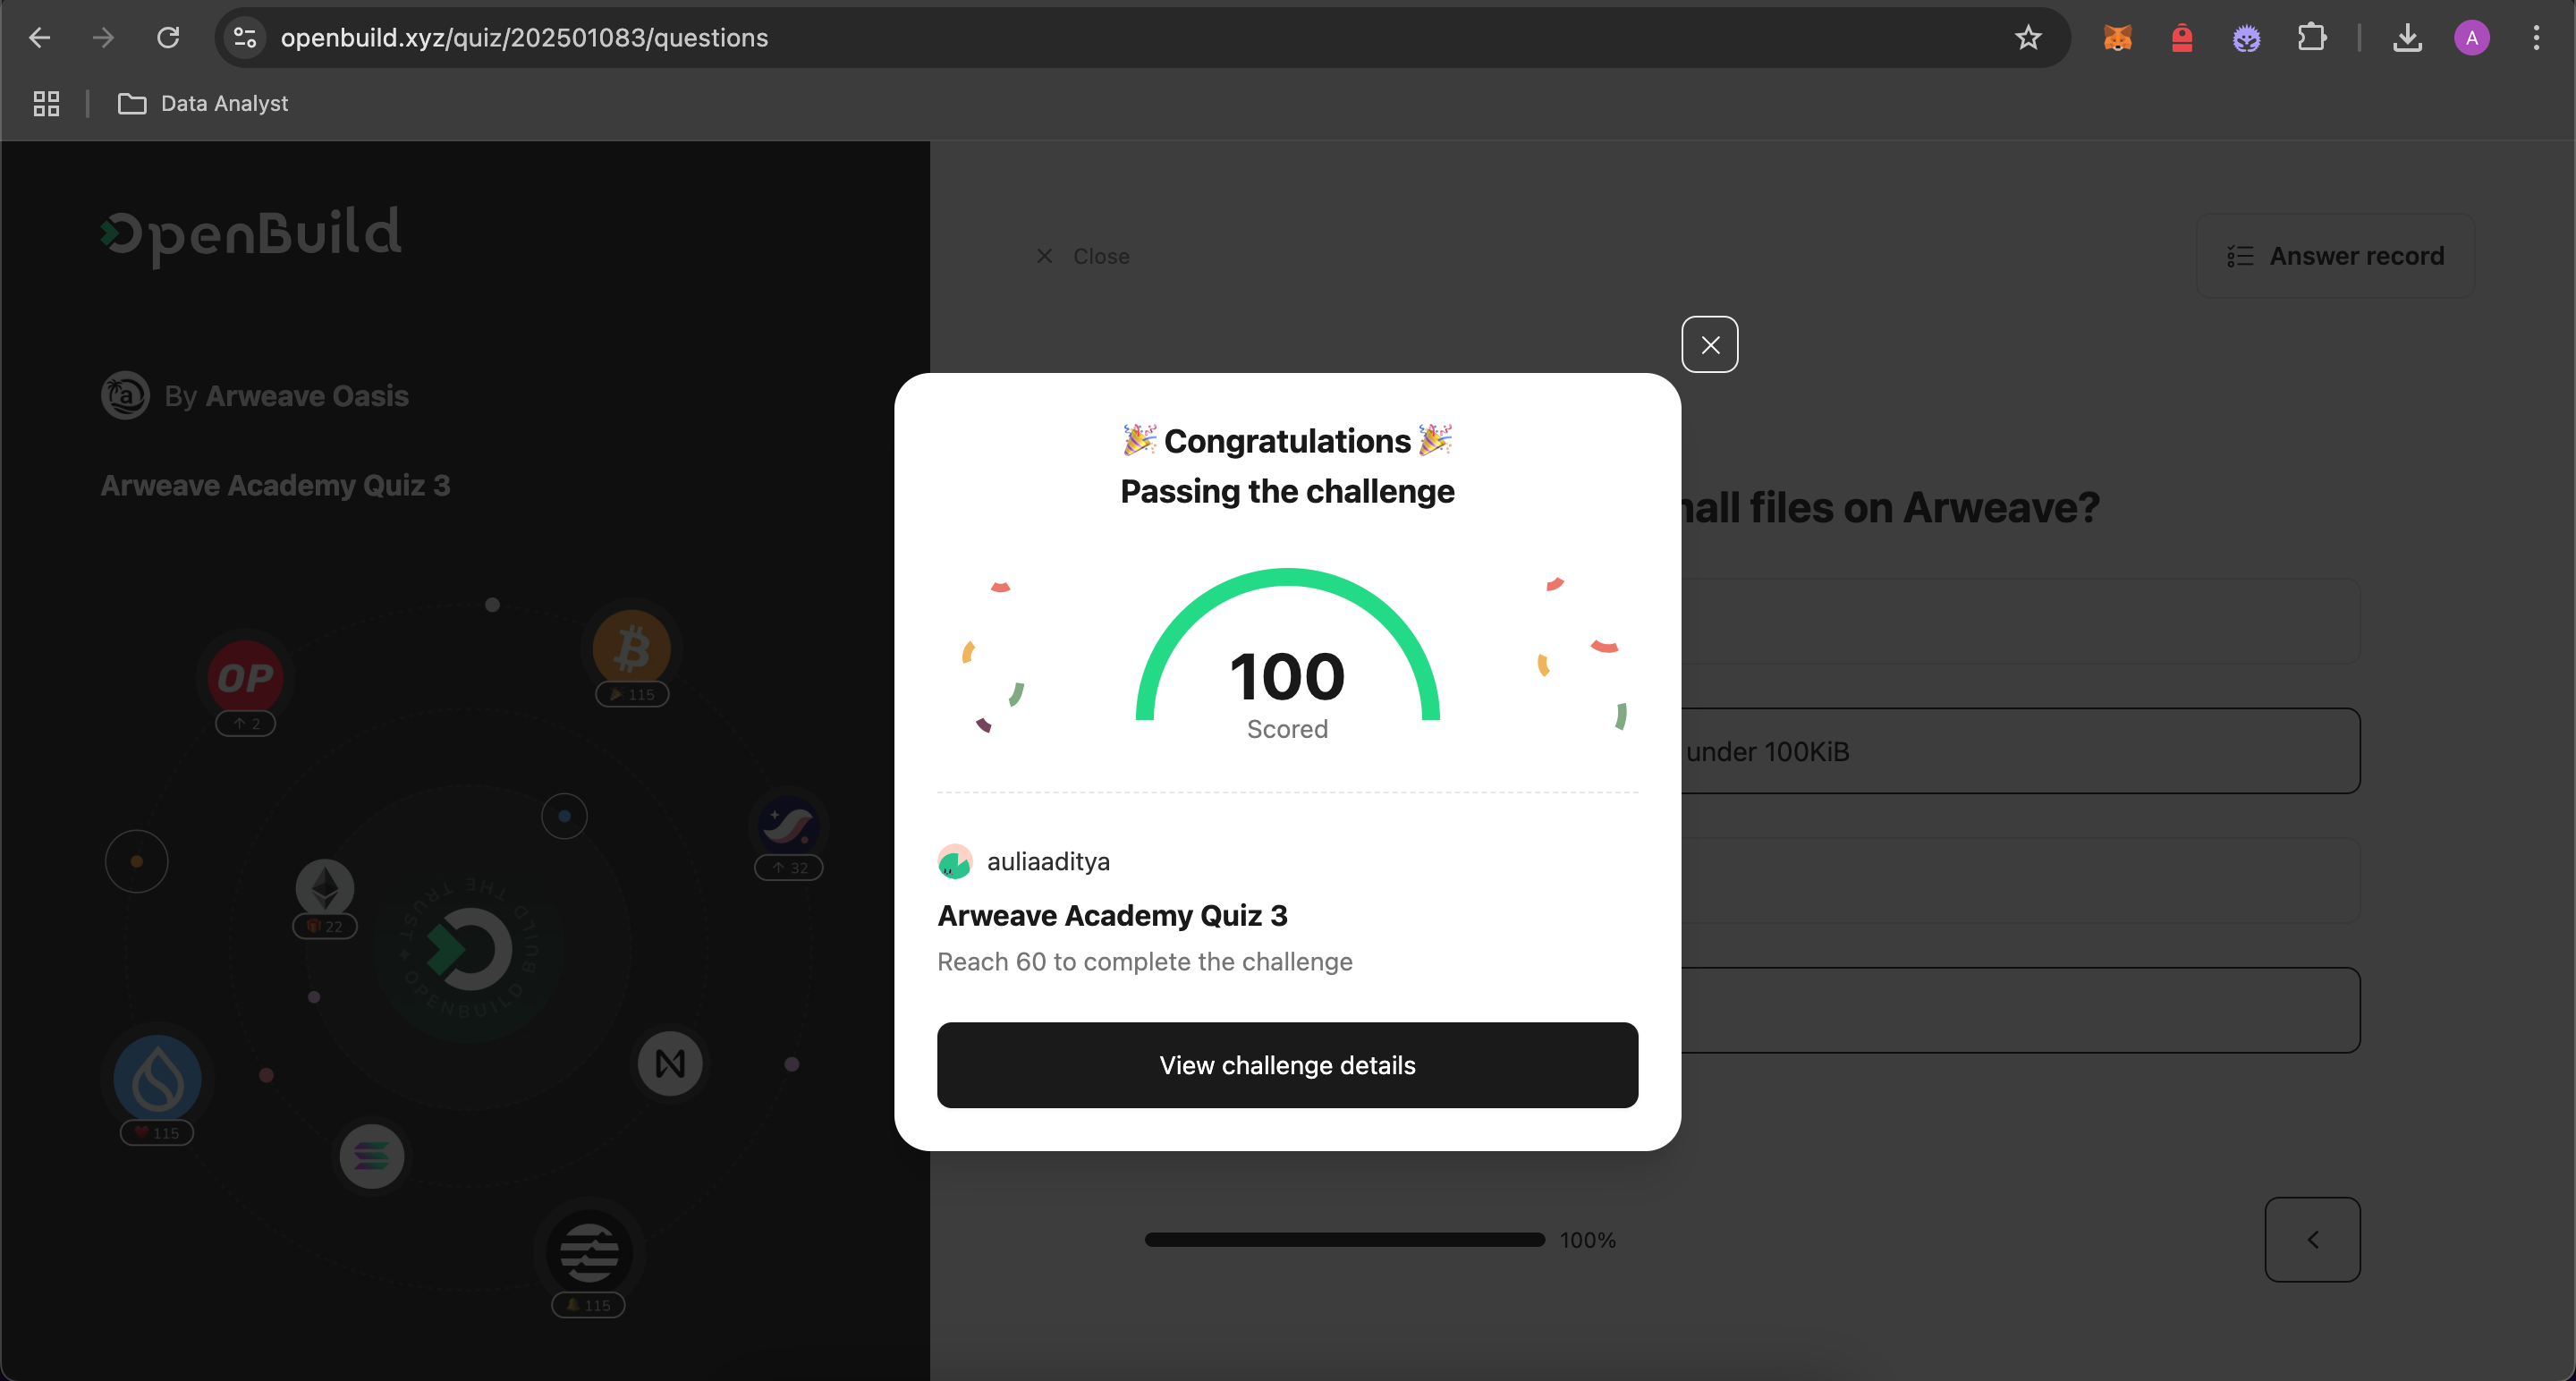 openbuild.xyz/quiz/202501083/questions
A
Data Analyst
OpenBuild
By Arweave Oasis
Arweave Academy Quiz 3
OP
2
115
32
22
BUILD THE TRUST
OPENBUILD
115
115
Close
Answer record
all files on Arweave?
under 100KiB
100%
Congratulations
Passing the challenge
100
Scored
auliaaditya
Arweave Academy Quiz 3
Reach 60 to complete the challenge
View challenge details